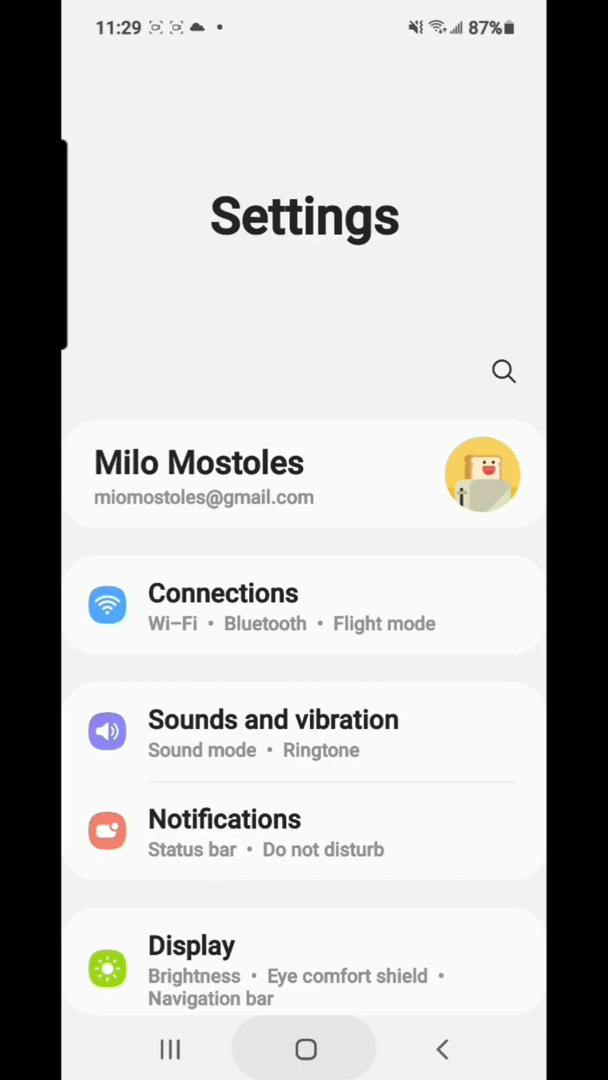 11:29
87%
Settings
Milo Mostoles
miomostoles@gmail.com
Connections
Wi-Fi • Bluetooth • Flight mode
Sounds and vibration
Sound mode • Ringtone
Notifications
Status bar • Do not disturb
Display
Brightness • Eye comfort shield •
Navigation bar